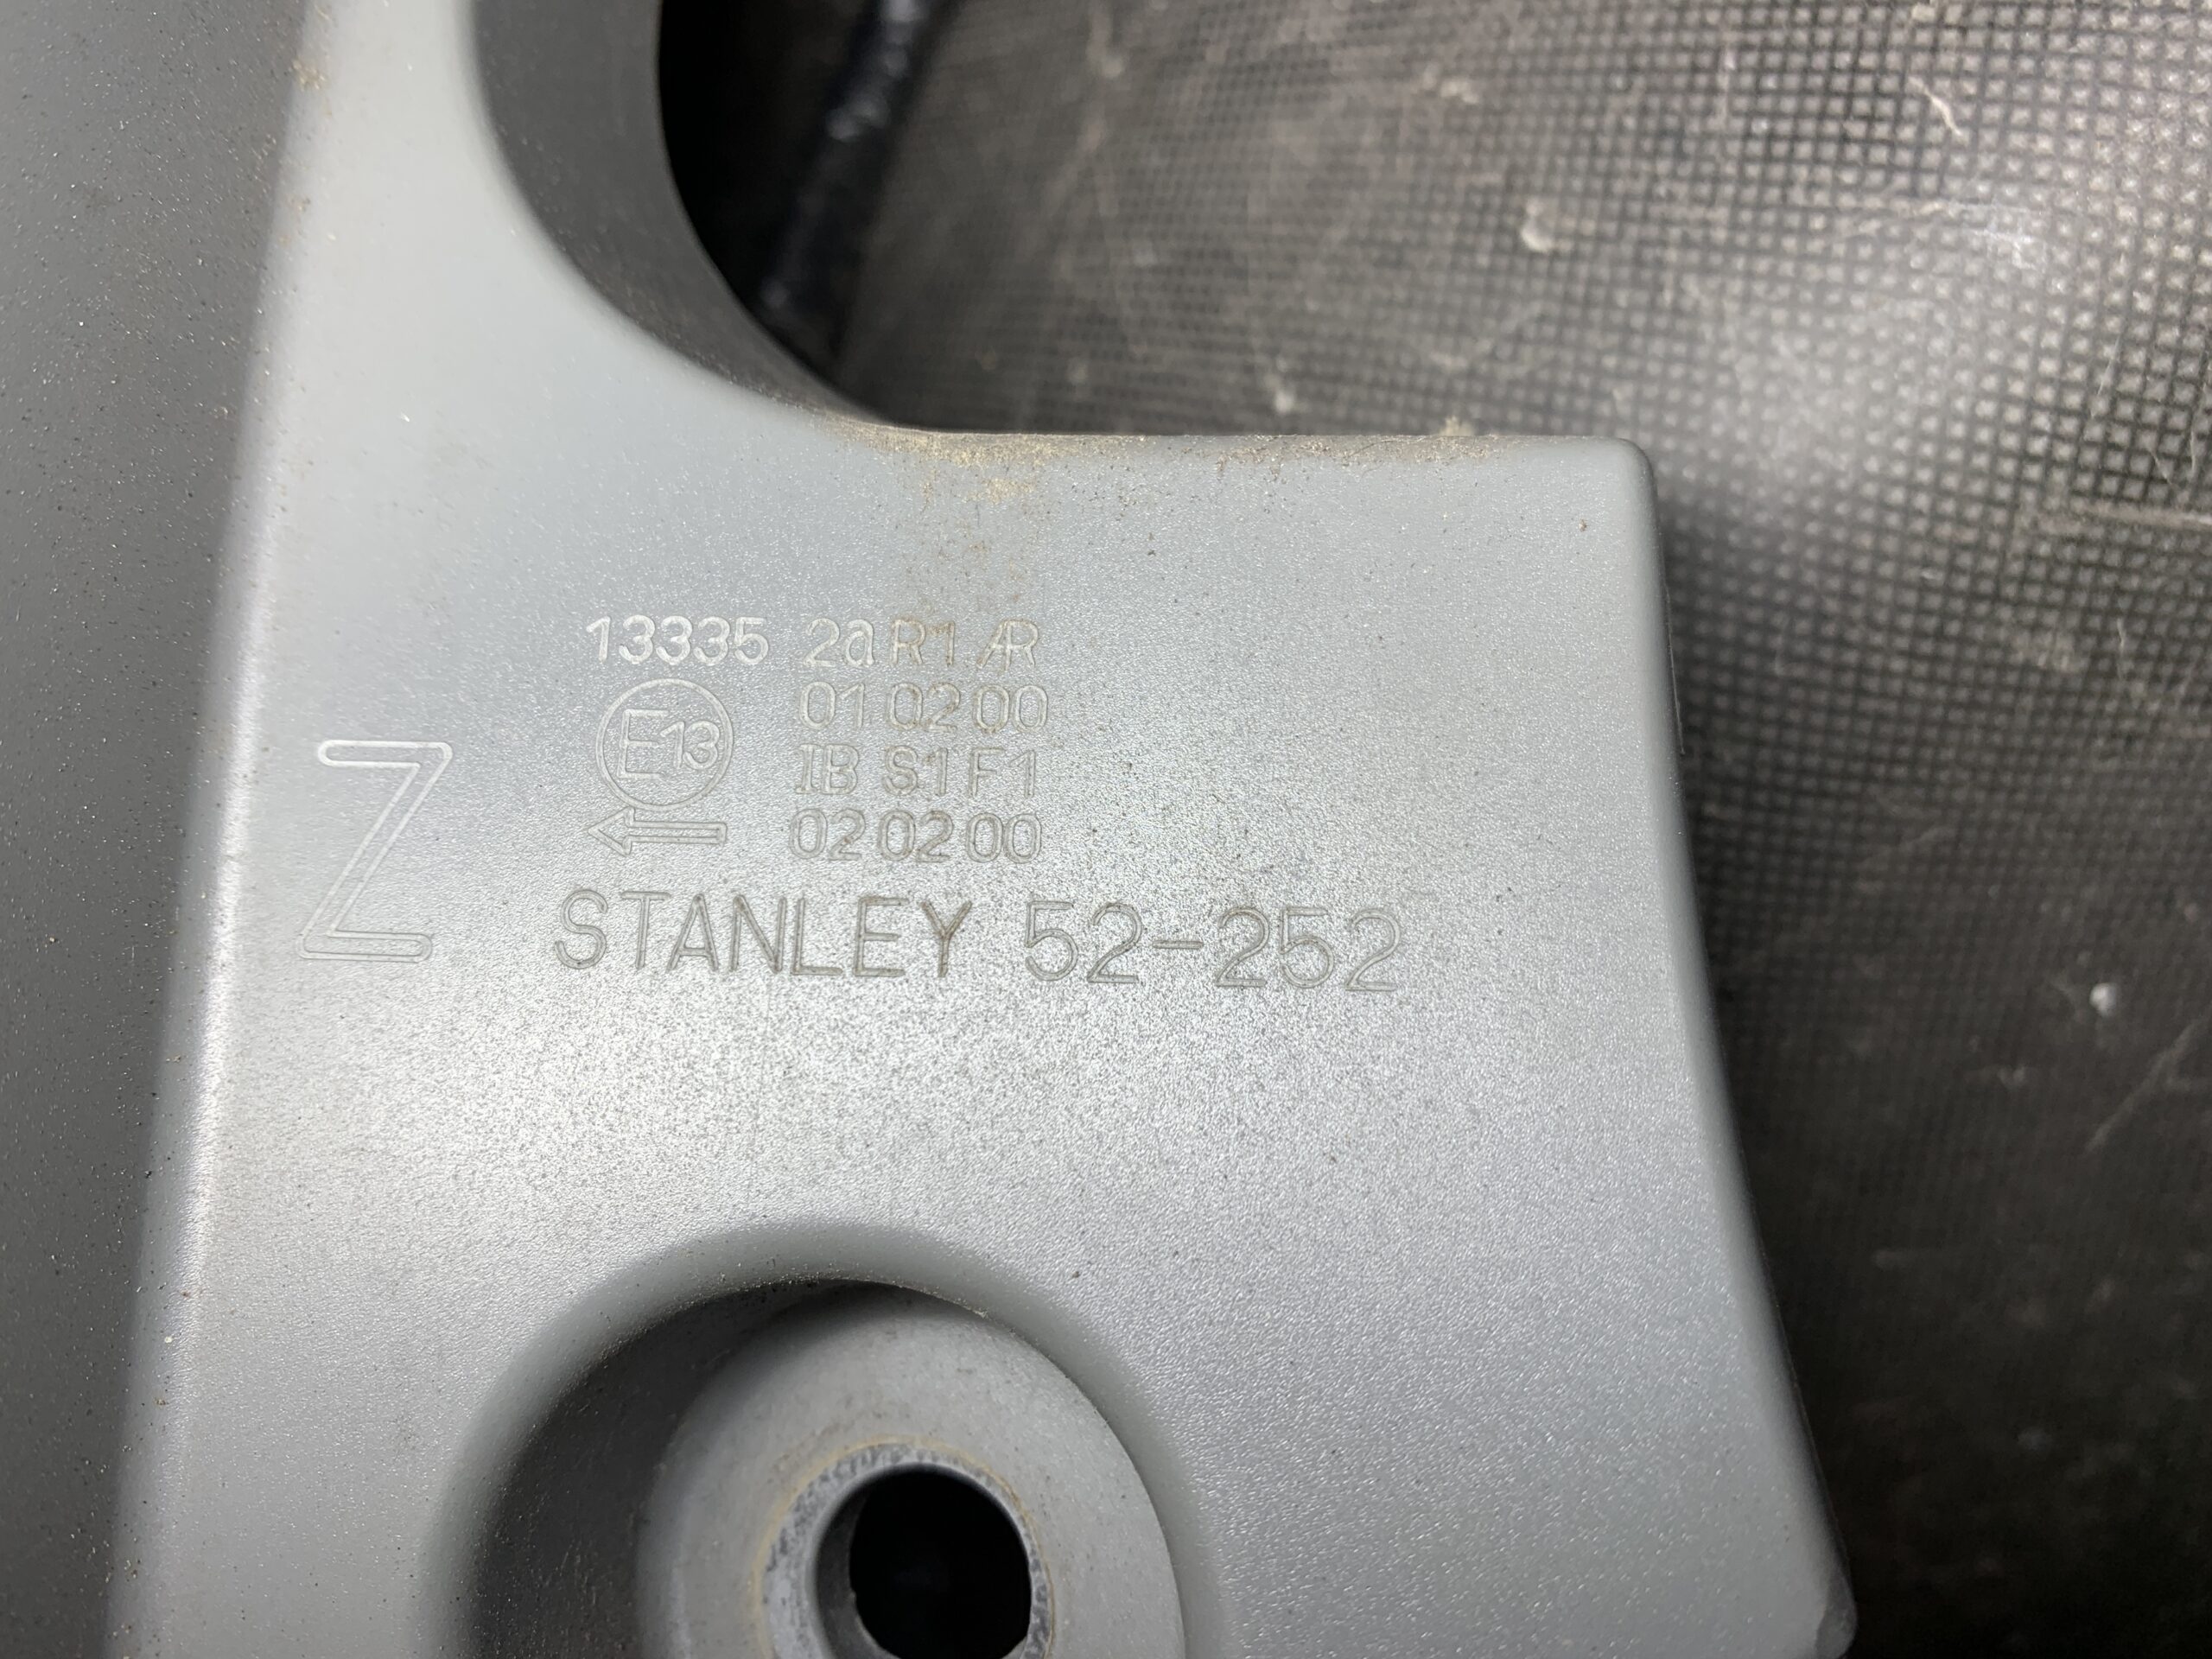 13335 2a R1 AR
E13 01 02 00
IB S1 F1
← 02 02 00
Z
STANLEY 52-252